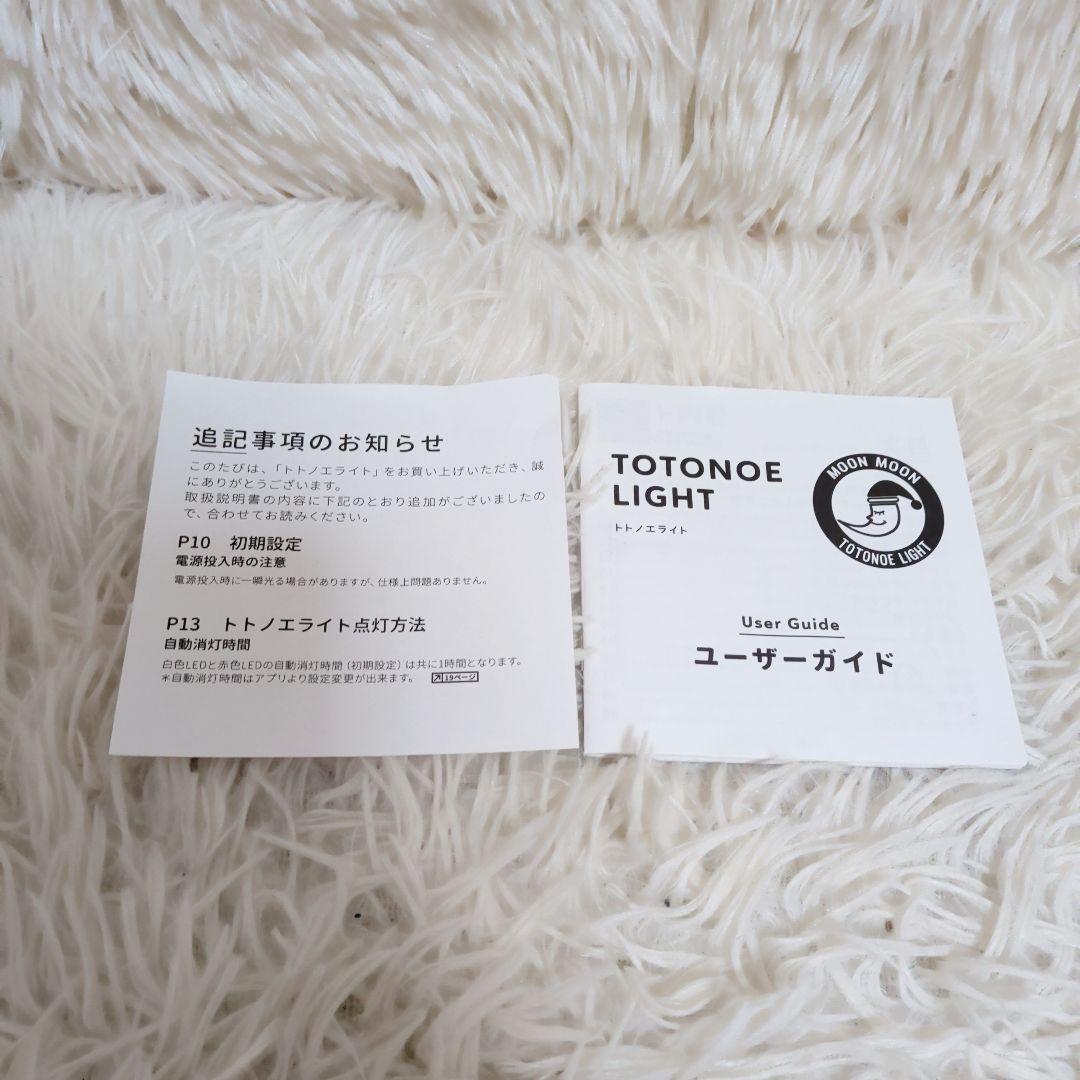 追記事項のお知らせ
このたびは、「トトノエライト」をお買い上げいただき、誠
にありがとうございます。
取扱説明書の内容に下記のとおり追加がございましたの
で、合わせてお読みください。
P10 初期設定
電源投入時の注意
電源投入時に一瞬光る場合がありますが、仕様上問題ありません。
P13 トトノエライト点灯方法
自動消灯時間
白色LEDと赤色LEDの自動消灯時間（初期設定）は共に1時間となります。
＊自動消灯時間はアプリより設定変更が出来ます。 19ページ
TOTONOE
LIGHT
トトノエライト
MOON MOON
TOTONOE LIGHT
User Guide
ユーザーガイド